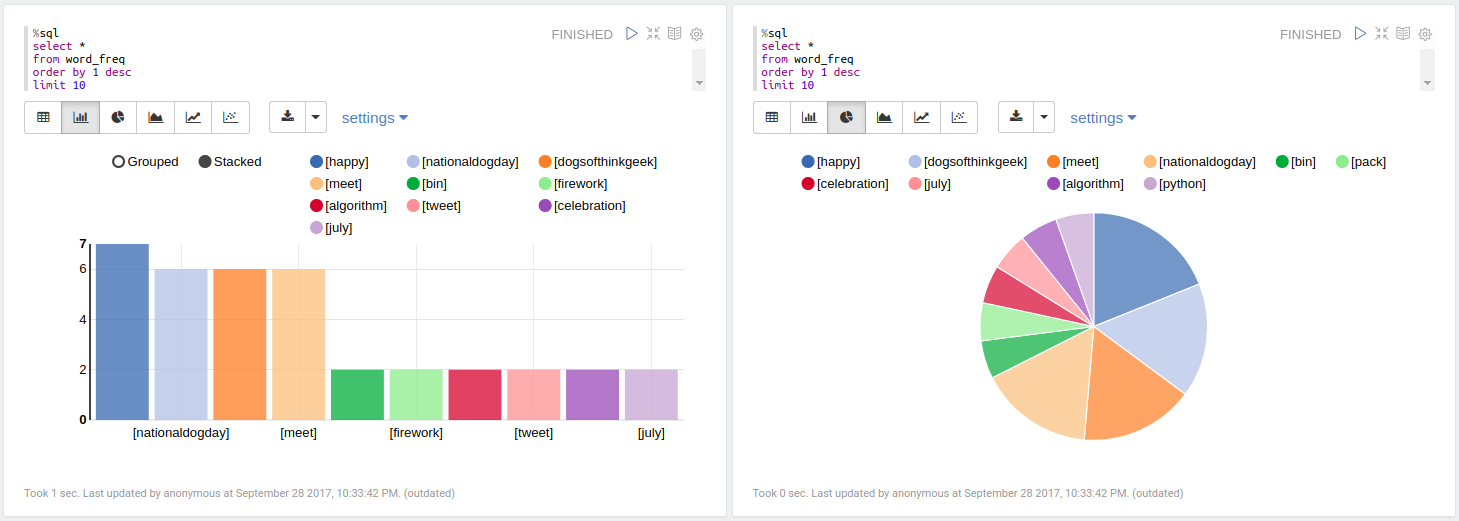 %sql
select *
from word_freq
order by 1 desc
limit 10
FINISHED
settings
Grouped Stacked
[happy] [nationaldogday] [dogsofthinkgeek]
[meet] [bin] [firework]
[algorithm] [tweet] [celebration]
[july]
7
6
4
2
0
[nationaldogday] [meet] [firework] [tweet] [july]
Took 1 sec. Last updated by anonymous at September 28 2017, 10:33:42 PM. (outdated)
%sql
select *
from word_freq
order by 1 desc
limit 10
FINISHED
settings
[happy] [dogsofthinkgeek] [meet] [nationaldogday] [bin] [pack]
[celebration] [july] [algorithm] [python]
Took 0 sec. Last updated by anonymous at September 28 2017, 10:33:42 PM. (outdated)